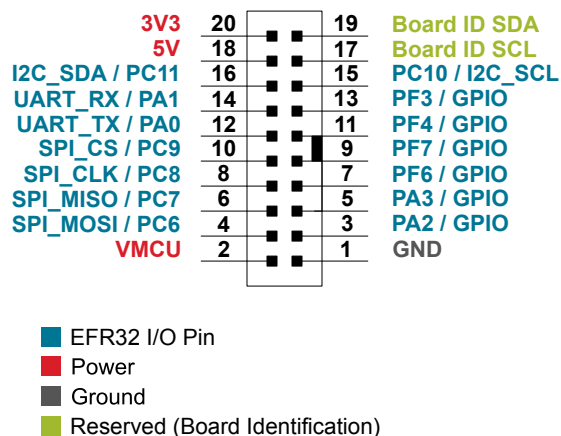 3V3 20 19 Board ID SDA
5V 18 17 Board ID SCL
I2C_SDA / PC11 16 15 PC10 / I2C_SCL
UART_RX / PA1 14 13 PF3 / GPIO
UART_TX / PA0 12 11 PF4 / GPIO
SPI_CS / PC9 10 9 PF7 / GPIO
SPI_CLK / PC8 8 7 PF6 / GPIO
SPI_MISO / PC7 6 5 PA3 / GPIO
SPI_MOSI / PC6 4 3 PA2 / GPIO
VMCU 2 1 GND
EFR32 I/O Pin
Power
Ground
Reserved (Board Identification)